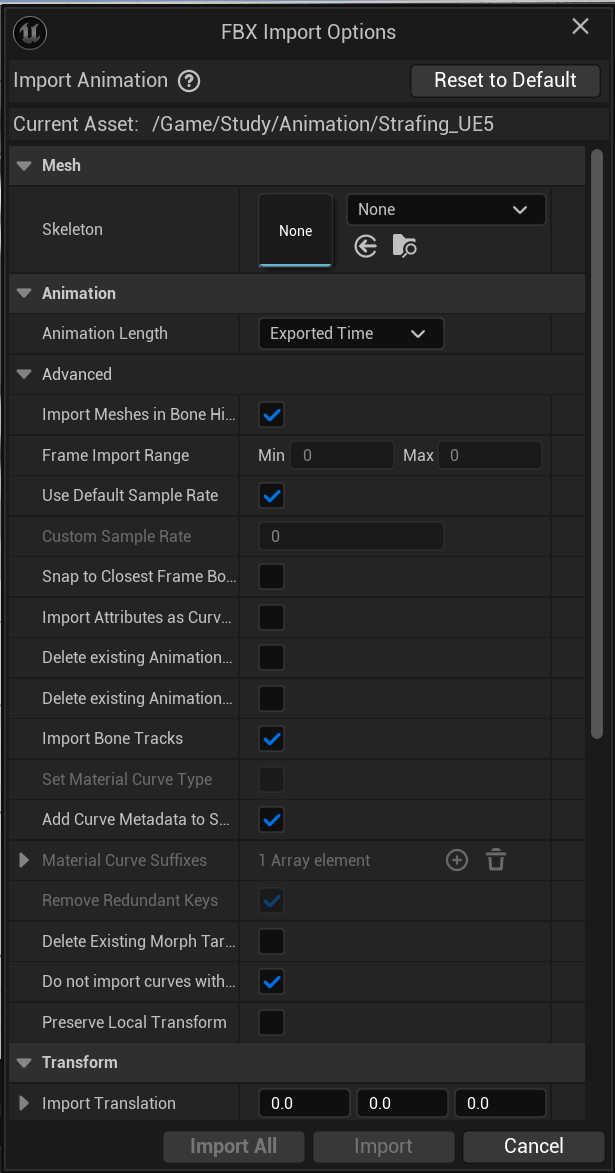 FBX Import Options
Import Animation
Reset to Default
Current Asset: /Game/Study/Animation/Strafing_UE5
Mesh
Skeleton
None
None
Animation
Animation Length
Exported Time
Advanced
Import Meshes in Bone Hi...
Frame Import Range
Min 0 Max 0
Use Default Sample Rate
Custom Sample Rate
0
Snap to Closest Frame Bo...
Import Attributes as Curv...
Delete existing Animation...
Delete existing Animation...
Import Bone Tracks
Set Material Curve Type
Add Curve Metadata to S...
Material Curve Suffixes
1 Array element
Remove Redundant Keys
Delete Existing Morph Tar...
Do not import curves with...
Preserve Local Transform
Transform
Import Translation
0.0 0.0 0.0
Import All
Import
Cancel